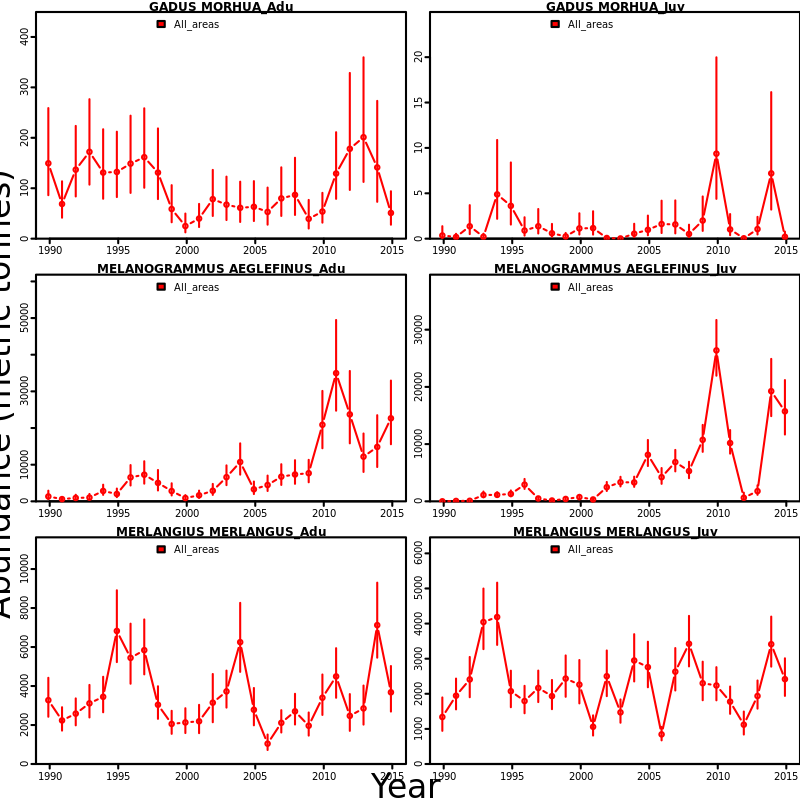 GADUS MORHUA_Adu
All_areas
400
300
200
100
0
1990 1995 2000 2005 2010 2015
GADUS MORHUA_Juv
All_areas
20
15
10
5
0
1990 1995 2000 2005 2010 2015
MELANOGRAMMUS AEGLEFINUS_Adu
All_areas
50000
30000
10000
0
1990 1995 2000 2005 2010 2015
MELANOGRAMMUS AEGLEFINUS_Juv
All_areas
30000
20000
10000
0
1990 1995 2000 2005 2010 2015
MERLANGIUS MERLANGUS_Adu
All_areas
10000
8000
6000
4000
2000
0
1990 1995 2000 2005 2010 2015
MERLANGIUS MERLANGUS_Juv
All_areas
6000
5000
4000
3000
2000
1000
0
1990 1995 2000 2005 2010 2015
Abundance (metric tonnes)
Year